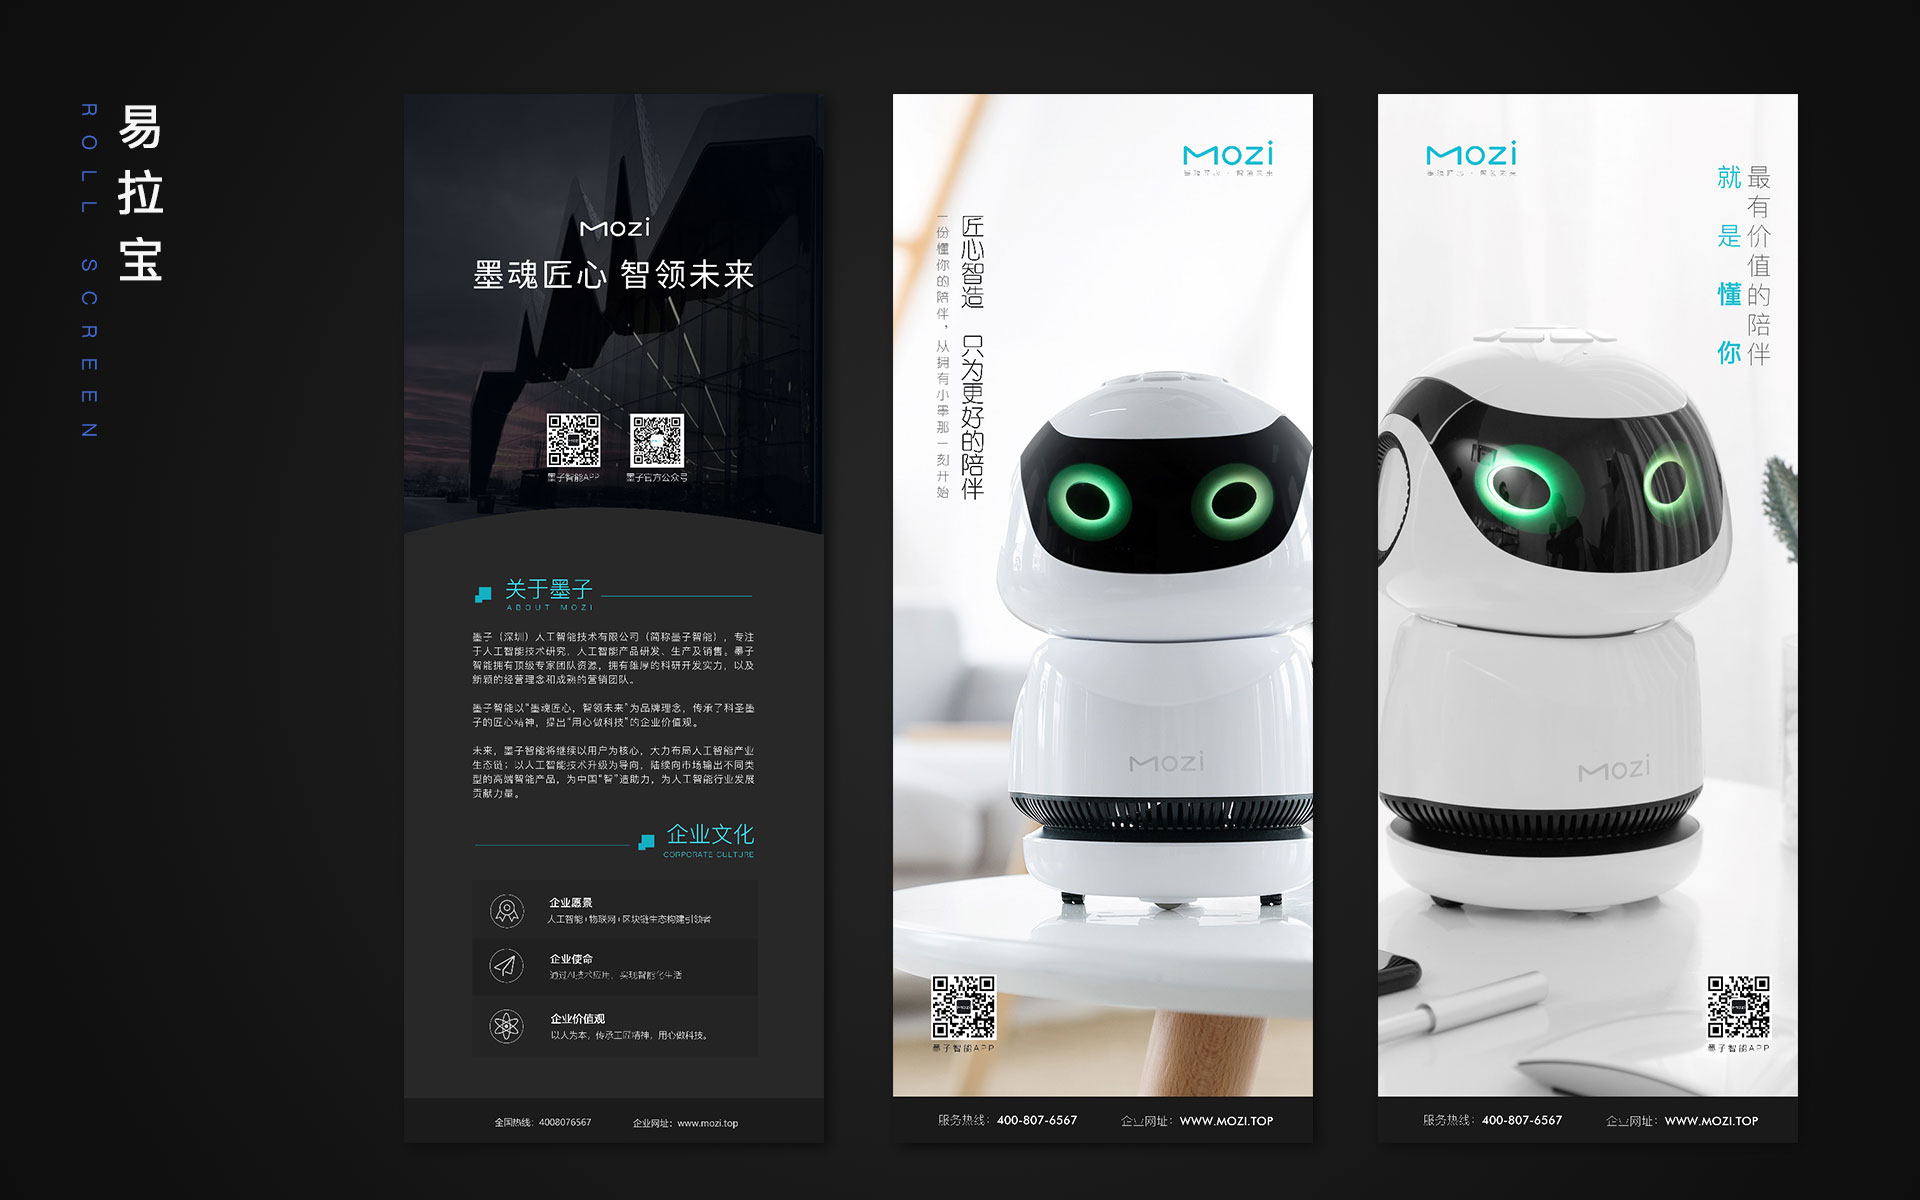 易拉宝
ROLL SCREEN
Mozi
墨魂匠心 智领未来
墨子智能APP
墨子官方公众号
关于墨子
ABOUT MOZI
墨子（深圳）人工智能技术有限公司（简称墨子智能），专注
于人工智能技术研究，人工智能产品研发、生产及销售。墨子
智能拥有顶级专家团队资源，拥有雄厚的科研开发实力，以及
新颖的经营理念和成熟的营销团队。
墨子智能以“墨魂匠心，智领未来”为品牌理念，传承了科圣墨
子的匠心精神，提出“用心做科技”的企业价值观。
未来，墨子智能将继续以用户为核心，大力布局人工智能产业
生态链；以人工智能技术升级为导向，陆续向市场输出不同类
型的高端智能产品，为中国“智”造助力，为人工智能行业发展
贡献力量。
企业文化
CORPORATE CULTURE
企业愿景
人工智能+物联网+区块链生态构建引领者
企业使命
通过AI技术应用，实现智能化生活
企业价值观
以人为本，传承工匠精神，用心做科技。
全国热线：4008076567
企业网址：www.mozi.top
Mozi
墨魂匠心·智领未来
匠心智造 只为更好的陪伴
一份懂你的陪伴，从拥有小墨那一刻开始
Mozi
墨子智能APP
服务热线：400-807-6567
企业网址：WWW.MOZI.TOP
Mozi
墨魂匠心·智领未来
最有价值的陪伴
就是懂你
Mozi
墨子智能APP
服务热线：400-807-6567
企业网址：WWW.MOZI.TOP